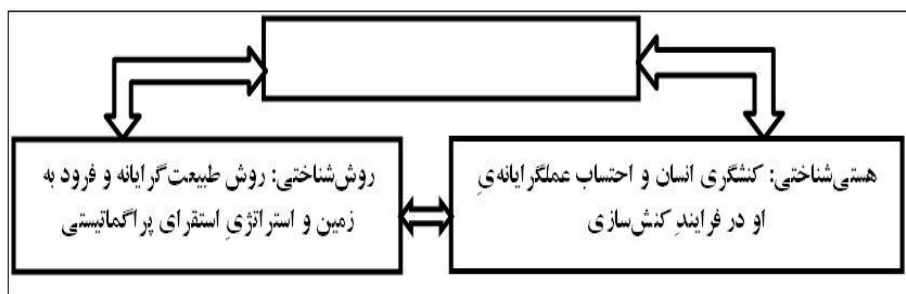 هستی‌شناختی: کنشگری انسان و احتساب عملگرایانه‌یِ
او در فرایندِ کنش‌سازی
روش‌شناختی: روش طبیعت‌گرایانه و فرود به
زمین و استراتژیِ استقرای پراگماتیستی